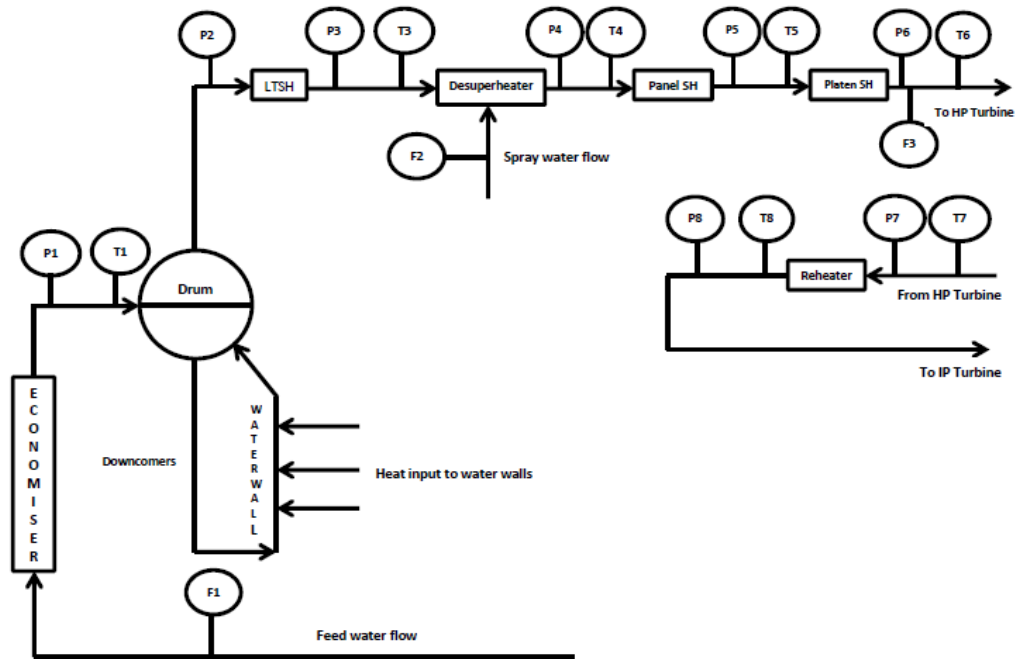 P2
P3
T3
P4
T4
P5
T5
P6
T6
LTSH
Desuperheater
Panel SH
Platen SH
To HP Turbine
F2
Spray water flow
F3
P8
T8
P7
T7
P1
T1
Drum
Reheater
From HP Turbine
To IP Turbine
ECONOMISER
WATERWALL
Downcomers
Heat input to water walls
F1
Feed water flow